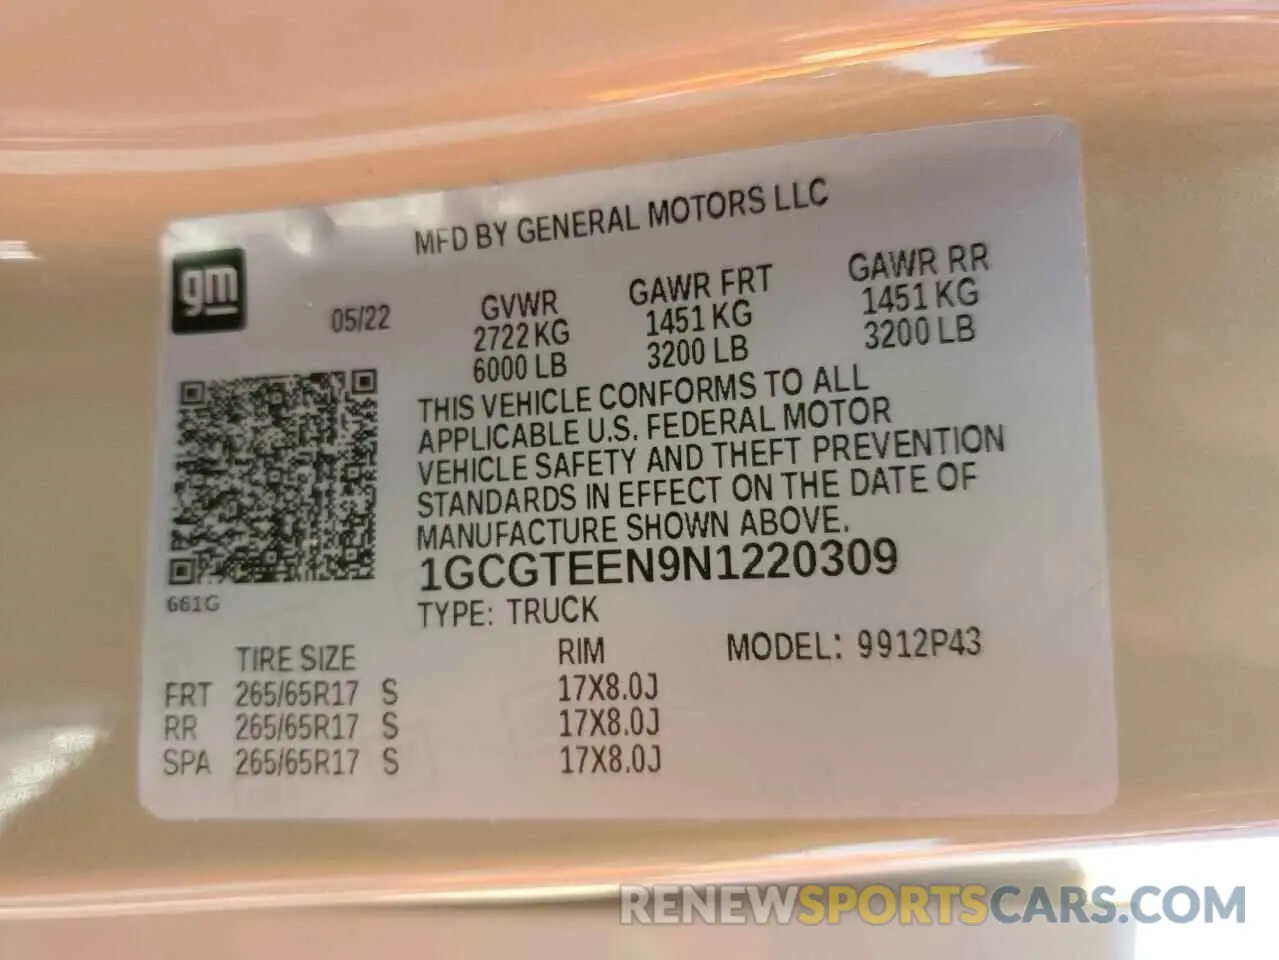 MFD BY GENERAL MOTORS LLC
gm
05/22 GVWR GAWR FRT GAWR RR
2722 KG 1451 KG 1451 KG
6000 LB 3200 LB 3200 LB
THIS VEHICLE CONFORMS TO ALL
APPLICABLE U.S. FEDERAL MOTOR
VEHICLE SAFETY AND THEFT PREVENTION
STANDARDS IN EFFECT ON THE DATE OF
MANUFACTURE SHOWN ABOVE.
1GCGTEEN9N1220309
661G
TYPE: TRUCK
TIRE SIZE RIM MODEL: 9912P43
FRT 265/65R17 S 17X8.0J
RR 265/65R17 S 17X8.0J
SPA 265/65R17 S 17X8.0J
RENEWSPORTSCARS.COM